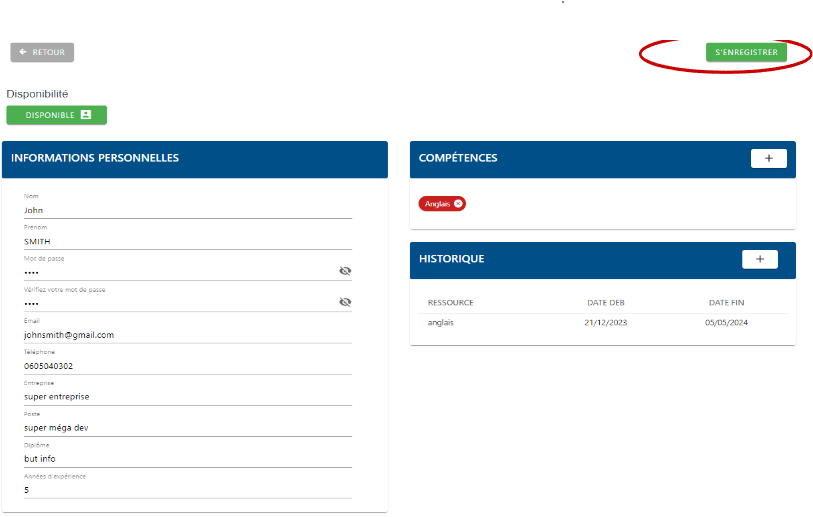 RETOUR
S'ENREGISTRER
Disponibilité
DISPONIBLE
INFORMATIONS PERSONNELLES
Nom
John
Prenom
SMITH
Mot de passe
••••
Vérifiez votre mot de passe
••••
Email
johnsmith@gmail.com
Téléphone
0605040302
Entreprise
super entreprise
Poste
super méga dev
Diplôme
but info
Années d'expérience
5
COMPÉTENCES
+
Anglais
HISTORIQUE
+
RESSOURCE DATE DEB DATE FIN
anglais 21/12/2023 05/05/2024